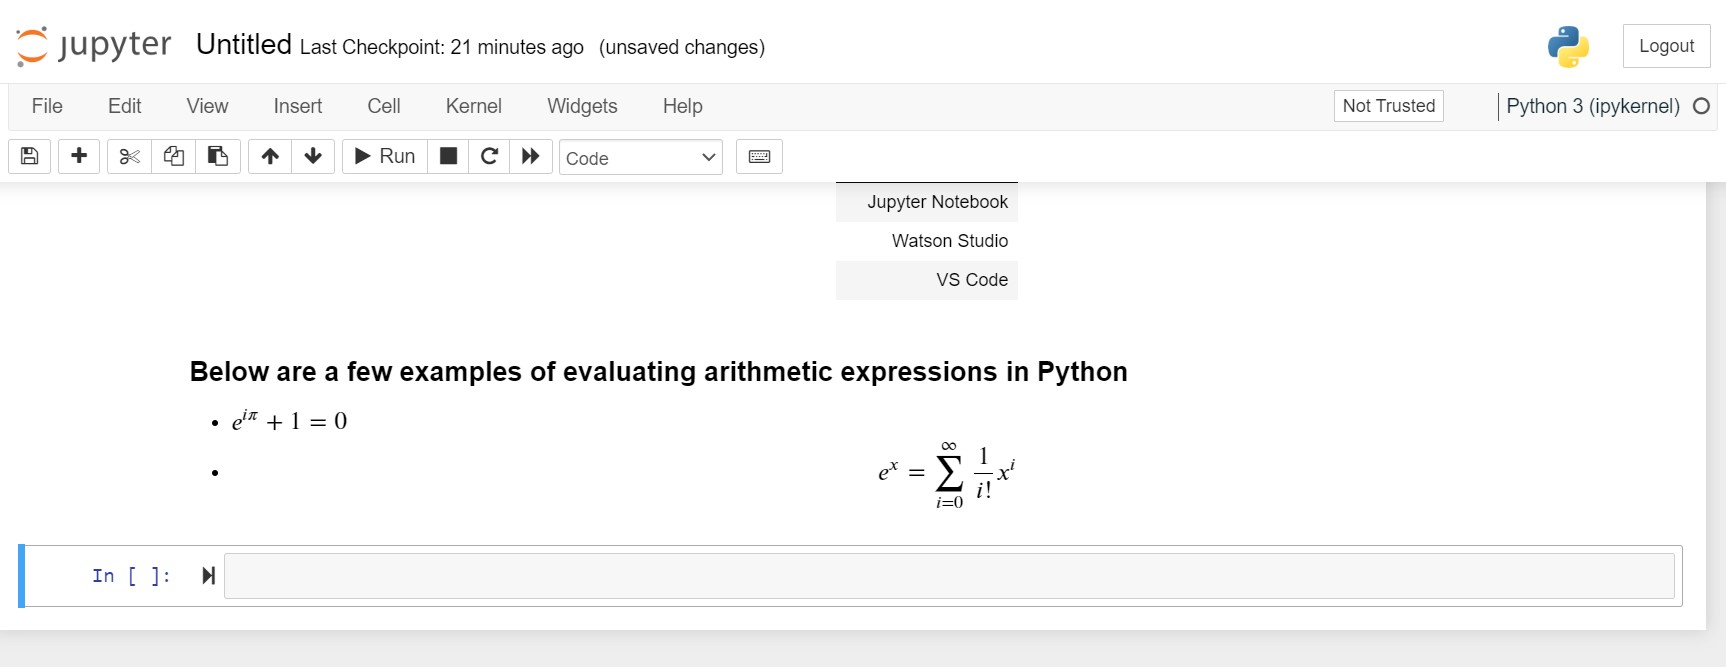 jupyter Untitled Last Checkpoint: 21 minutes ago (unsaved changes) Logout
File Edit View Insert Cell Kernel Widgets Help Not Trusted Python 3 (ipykernel)
Run Code
Jupyter Notebook
Watson Studio
VS Code
Below are a few examples of evaluating arithmetic expressions in Python
• e^{iπ} + 1 = 0
• e^x = \sum_{i=0}^{∞} \frac{1}{i!} x^i
In [ ]: